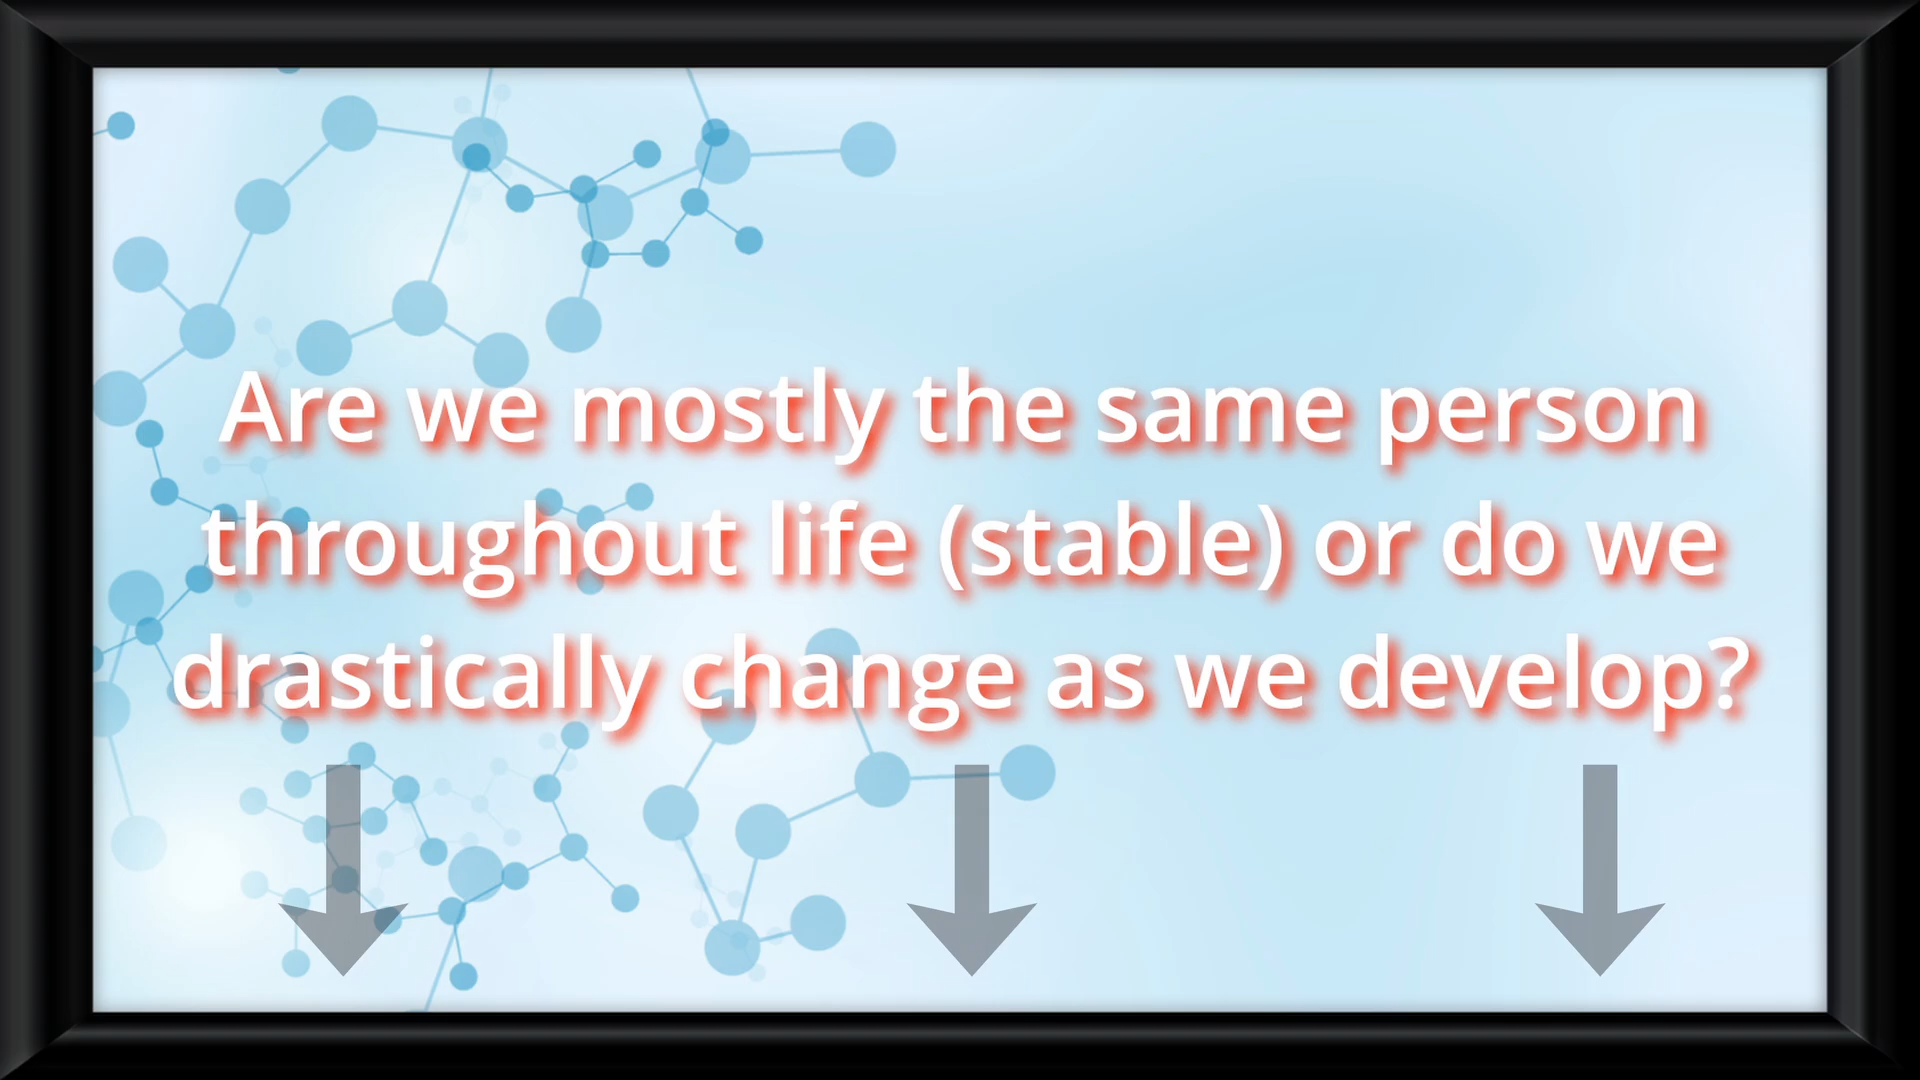 Are we mostly the same person
throughout life (stable) or do we
drastically change as we develop?